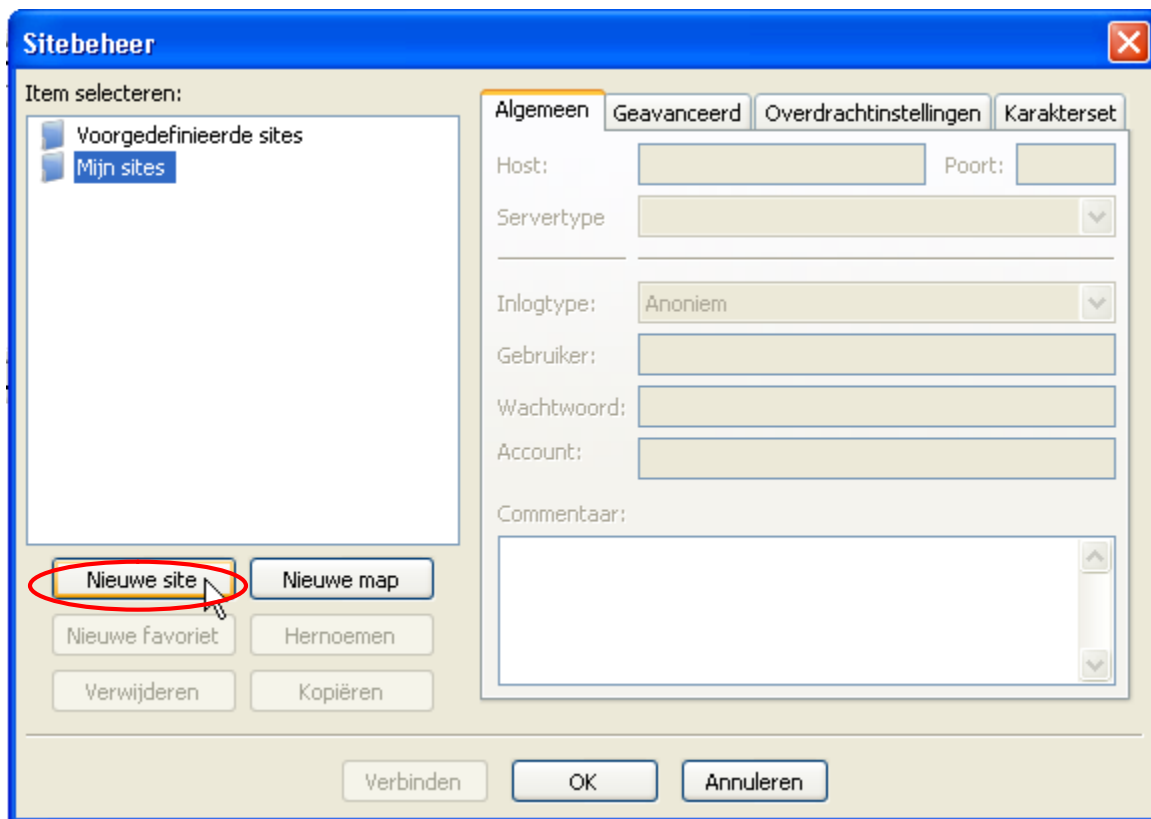 Sitebeheer
Item selecteren:
Voorgedefinieerde sites
Mijn sites
Nieuwe site
Nieuwe map
Nieuwe favoriet
Hernoemen
Verwijderen
Kopiëren
Algemeen
Geavanceerd
Overdrachtinstellingen
Karakterset
Host:
Poort:
Servertype
Inlogtype:
Anoniem
Gebruiker:
Wachtwoord:
Account:
Commentaar:
Verbinden
OK
Annuleren